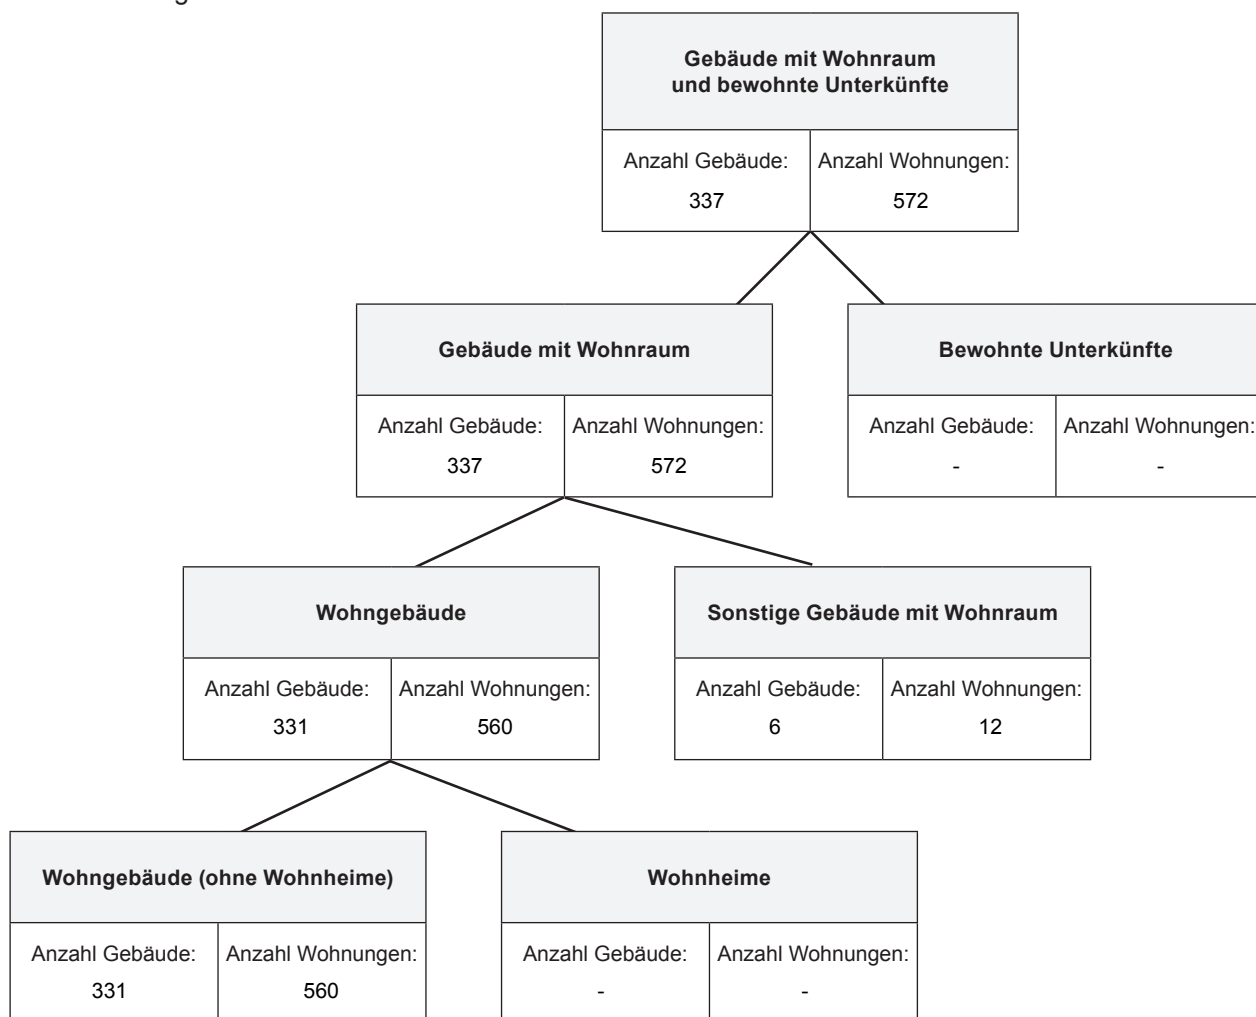 Gebäude mit Wohnraum
und bewohnte Unterkünfte
Anzahl Gebäude: Anzahl Wohnungen:
337 572
Gebäude mit Wohnraum
Anzahl Gebäude: Anzahl Wohnungen:
337 572
Bewohnte Unterkünfte
Anzahl Gebäude: Anzahl Wohnungen:
- -
Wohngebäude
Anzahl Gebäude: Anzahl Wohnungen:
331 560
Sonstige Gebäude mit Wohnraum
Anzahl Gebäude: Anzahl Wohnungen:
6 12
Wohngebäude (ohne Wohnheime)
Anzahl Gebäude: Anzahl Wohnungen:
331 560
Wohnheime
Anzahl Gebäude: Anzahl Wohnungen:
- -